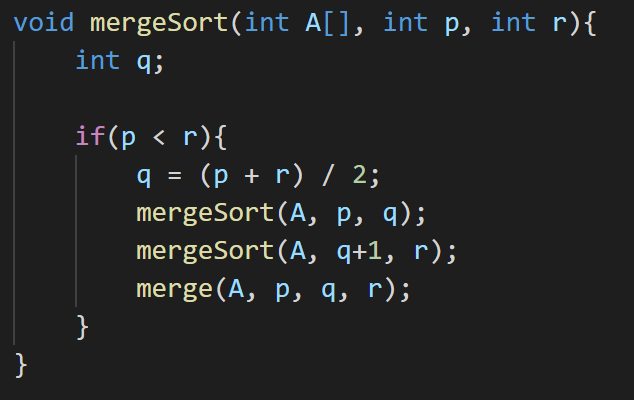 void mergeSort(int A[], int p, int r){
    int q;

    if(p < r){
        q = (p + r) / 2;
        mergeSort(A, p, q);
        mergeSort(A, q+1, r);
        merge(A, p, q, r);
    }
}